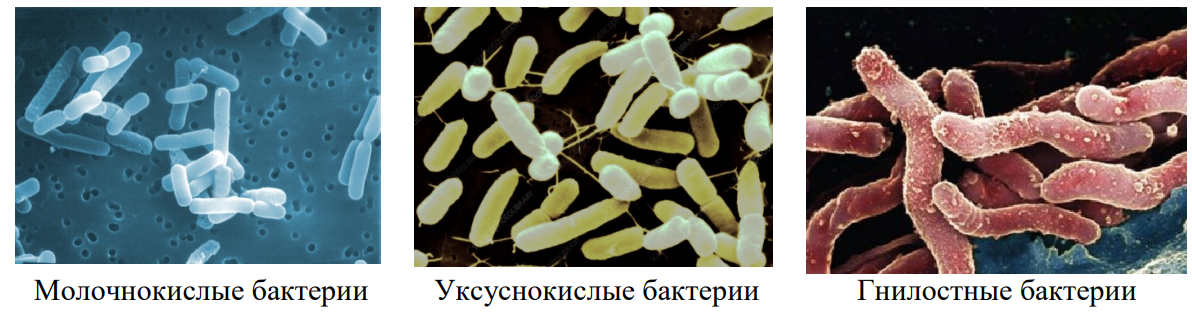 Молочнокислые бактерии
Уксуснокислые бактерии
Гнилостные бактерии